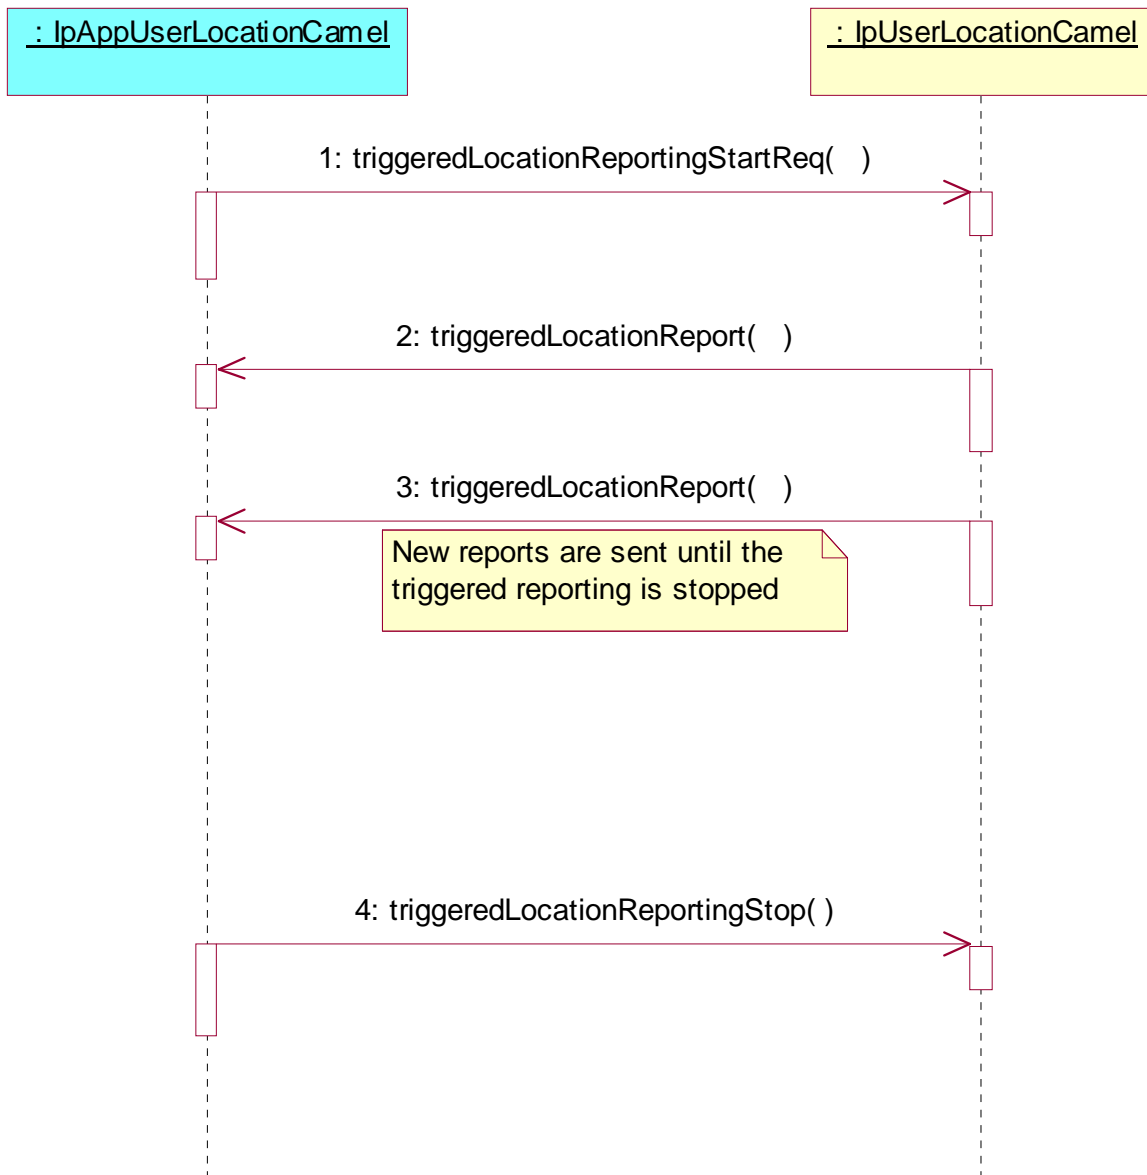 : IpAppUserLocationCamel
: IpUserLocationCamel
1: triggeredLocationReportingStartReq( )
2: triggeredLocationReport( )
3: triggeredLocationReport( )
New reports are sent until the
triggered reporting is stopped
4: triggeredLocationReportingStop( )